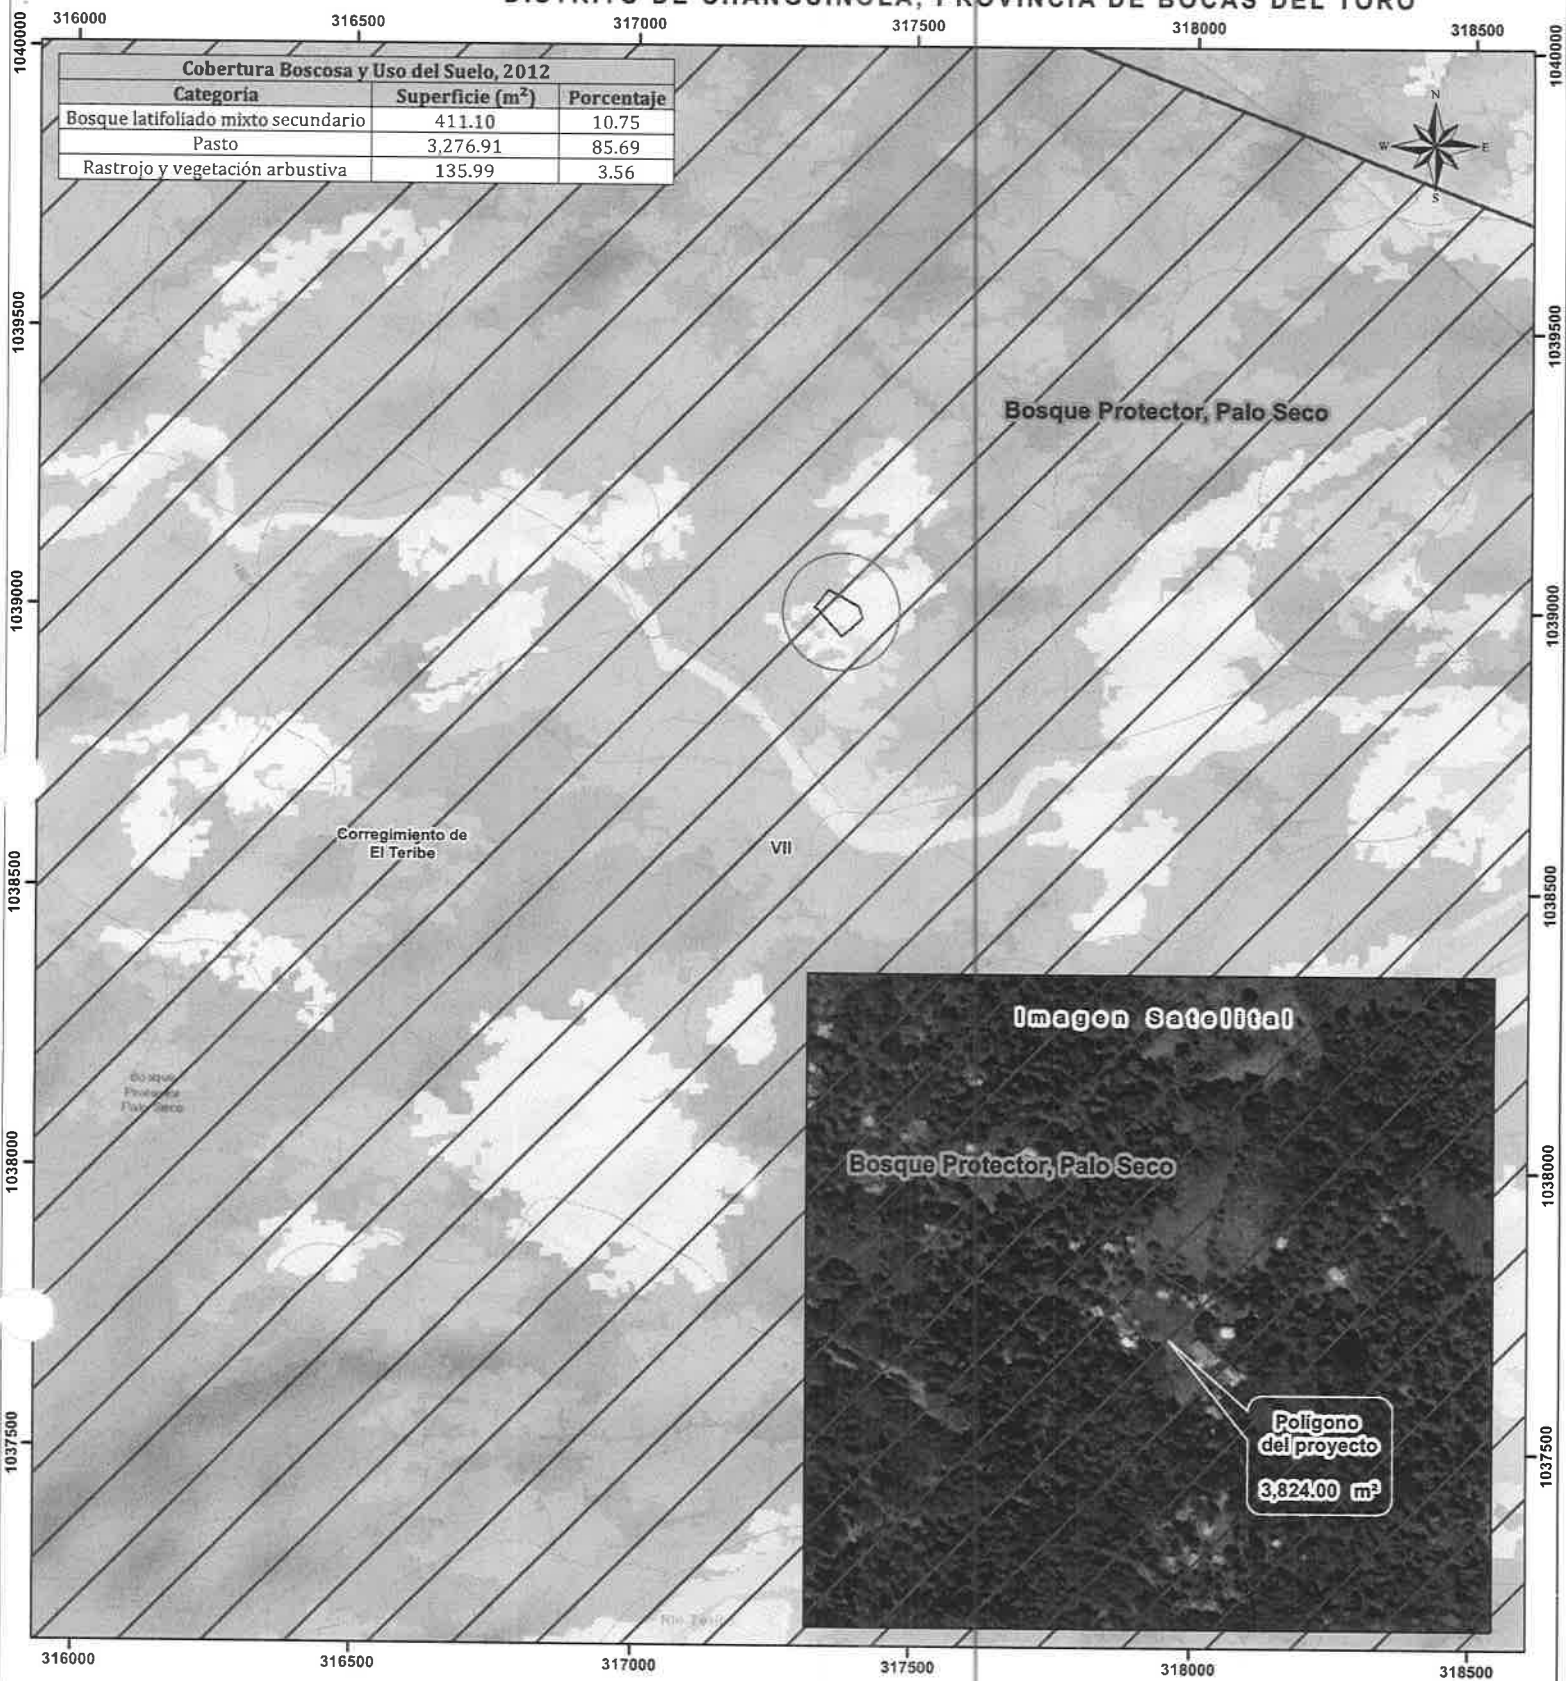 DISTRITO DE CHANGUINOLA, PROVINCIA DE BOCAS DEL TORO
316000 316500 317000 317500 318000 318500
1040000 1040000
Cobertura Boscosa y Uso del Suelo, 2012
Categoría Superficie (m²) Porcentaje
Bosque latifoliado mixto secundario 411.10 10.75
Pasto 3,276.91 85.69
Rastrojo y vegetación arbustiva 135.99 3.56
N
W E
S
1039500 1039500
Bosque Protector, Palo Seco
1039000 1039000
Corregimiento de
El Teribe
VII
1038500 1038500
Imagen Satelital
Bosque
Protector
Palo Seco
1038000 1038000
Bosque Protector, Palo Seco
Polígono
del proyecto
3,824.00 m²
1037500 1037500
Río
316000 316500 317000 317500 318000 318500